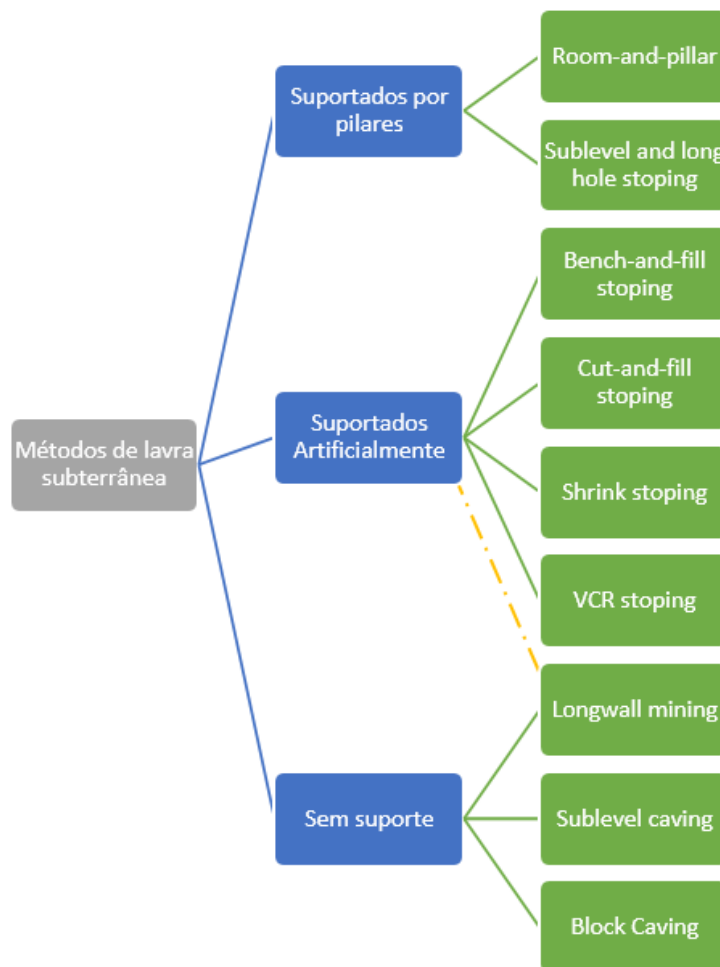 Métodos de lavra
subterrânea
Suportados por
pilares
Room-and-pillar
Sublevel and long
hole stoping
Suportados
Artificialmente
Bench-and-fill
stoping
Cut-and-fill
stoping
Shrink stoping
VCR stoping
Sem suporte
Longwall mining
Sublevel caving
Block Caving